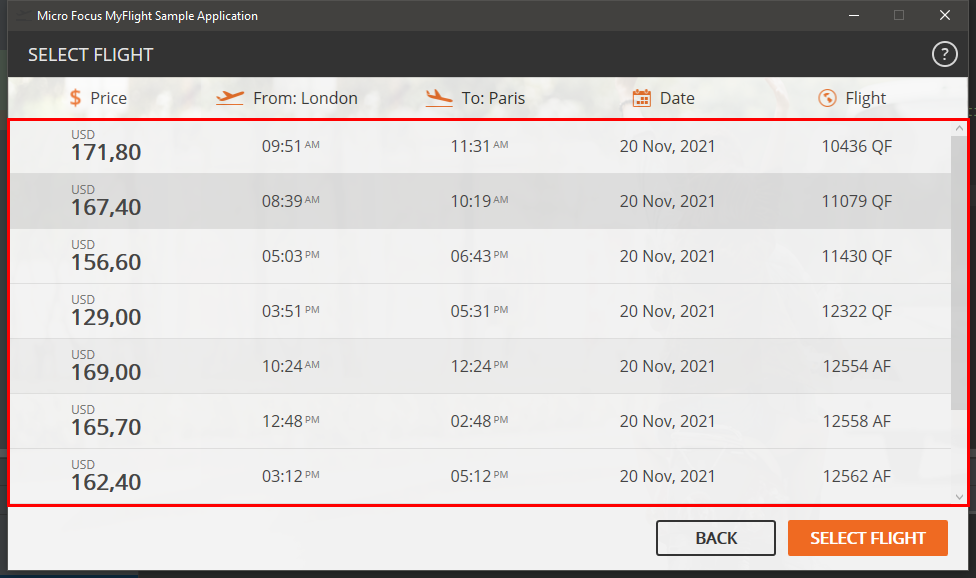 Micro Focus MyFlight Sample Application
SELECT FLIGHT ?
$ Price From: London To: Paris Date Flight
USD
171,80 09:51 AM 11:31 AM 20 Nov, 2021 10436 QF
USD
167,40 08:39 AM 10:19 AM 20 Nov, 2021 11079 QF
USD
156,60 05:03 PM 06:43 PM 20 Nov, 2021 11430 QF
USD
129,00 03:51 PM 05:31 PM 20 Nov, 2021 12322 QF
USD
169,00 10:24 AM 12:24 PM 20 Nov, 2021 12554 AF
USD
165,70 12:48 PM 02:48 PM 20 Nov, 2021 12558 AF
USD
162,40 03:12 PM 05:12 PM 20 Nov, 2021 12562 AF
BACK SELECT FLIGHT